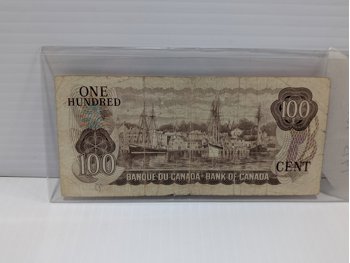 ONE
HUNDRED
100
100
CENT
BANQUE DU CANADA - BANK OF CANADA